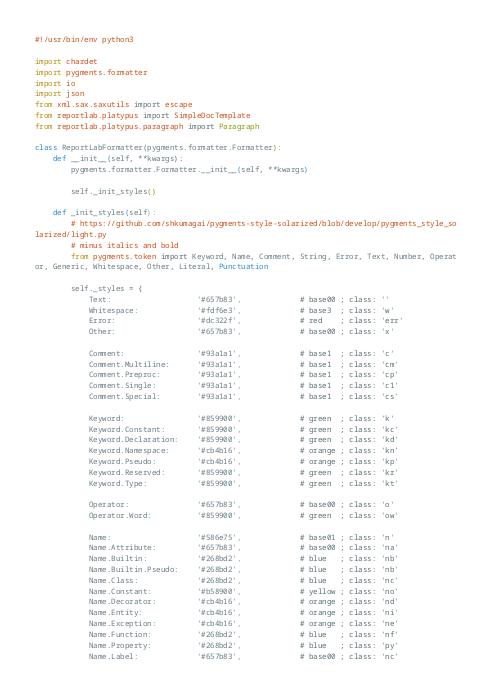 #!/usr/bin/env python3
import chardet
import pygments.formatter
import io
import json
from xml.sax.saxutils import escape
from reportlab.platypus import SimpleDocTemplate
from reportlab.platypus.paragraph import Paragraph
class ReportLabFormatter(pygments.formatter.Formatter):
def __init__(self, **kwargs):
pygments.formatter.Formatter.__init__(self, **kwargs)
self._init_styles()
def _init_styles(self):
# https://github.com/shkumagai/pygments-style-solarized/blob/develop/pygments_style_so
larized/light.py
# minus italics and bold
from pygments.token import Keyword, Name, Comment, String, Error, Text, Number, Operat
or, Generic, Whitespace, Other, Literal, Punctuation
self._styles = {
Text: '#657b83', # base00 ; class: ''
Whitespace: '#fdf6e3', # base3 ; class: 'w'
Error: '#dc322f', # red ; class: 'err'
Other: '#657b83', # base00 ; class: 'x'
Comment: '#93a1a1', # base1 ; class: 'c'
Comment.Multiline: '#93a1a1', # base1 ; class: 'cm'
Comment.Preproc: '#93a1a1', # base1 ; class: 'cp'
Comment.Single: '#93a1a1', # base1 ; class: 'c1'
Comment.Special: '#93a1a1', # base1 ; class: 'cs'
Keyword: '#859900', # green ; class: 'k'
Keyword.Constant: '#859900', # green ; class: 'kc'
Keyword.Declaration: '#859900', # green ; class: 'kd'
Keyword.Namespace: '#cb4b16', # orange ; class: 'kn'
Keyword.Pseudo: '#cb4b16', # orange ; class: 'kp'
Keyword.Reserved: '#859900', # green ; class: 'kr'
Keyword.Type: '#859900', # green ; class: 'kt'
Operator: '#657b83', # base00 ; class: 'o'
Operator.Word: '#859900', # green ; class: 'ow'
Name: '#586e75', # base01 ; class: 'n'
Name.Attribute: '#657b83', # base00 ; class: 'na'
Name.Builtin: '#268bd2', # blue ; class: 'nb'
Name.Builtin.Pseudo: '#268bd2', # blue ; class: 'nb'
Name.Class: '#268bd2', # blue ; class: 'nc'
Name.Constant: '#b58900', # yellow ; class: 'no'
Name.Decorator: '#cb4b16', # orange ; class: 'nd'
Name.Entity: '#cb4b16', # orange ; class: 'ni'
Name.Exception: '#cb4b16', # orange ; class: 'ne'
Name.Function: '#268bd2', # blue ; class: 'nf'
Name.Property: '#268bd2', # blue ; class: 'py'
Name.Label: '#657b83', # base00 ; class: 'nc'